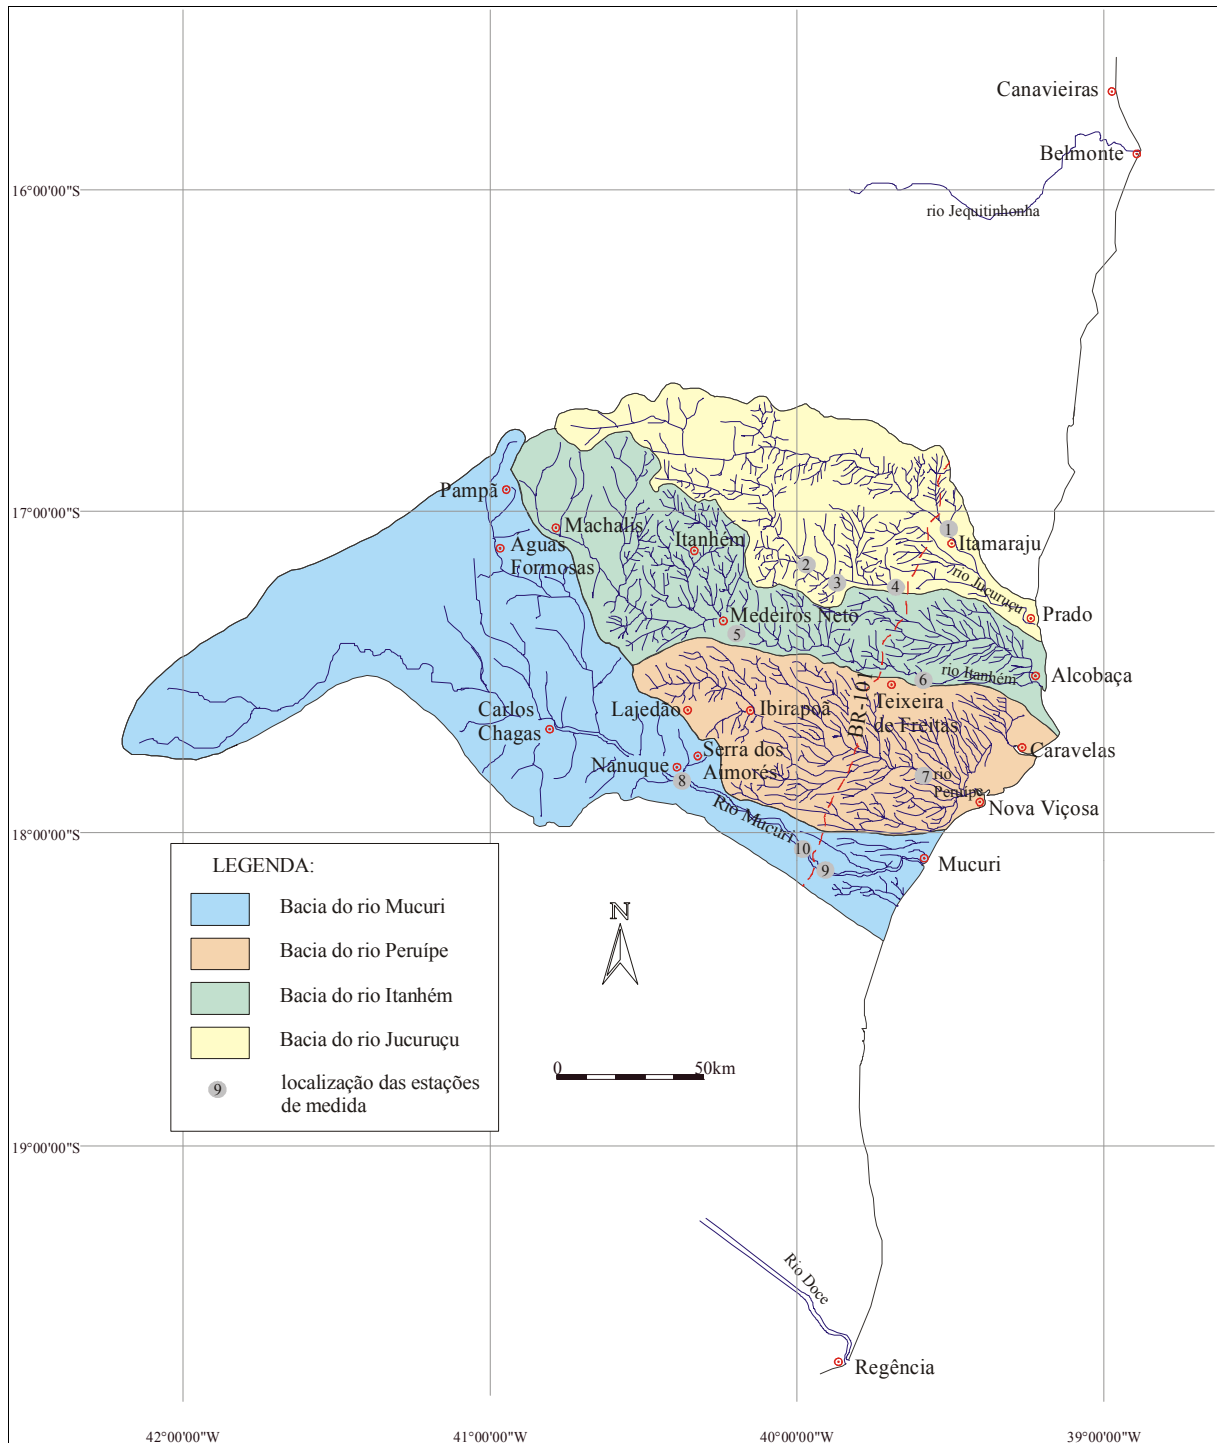 Canavieiras
Belmonte
16°00'00"S
rio Jequitinhonha
Pampã
17°00'00"S
Machalis
Itanhém
1
Itamaraju
Aguas
Formosas
2
3
4
rio Jucuruçu
Prado
Medeiros Neto
5
rio Itanhém
6
Alcobaça
Lajedão
Ibirapoã
BR-101
Teixeira
de Freitas
Carlos
Chagas
Caravelas
Serra dos
Aimorés
Nanuque
8
7
rio
Peruípe
Nova Viçosa
Rio Mucuri
18°00'00"S
10
9
Mucuri
LEGENDA:
Bacia do rio Mucuri
Bacia do rio Peruípe
Bacia do rio Itanhém
Bacia do rio Jucuruçu
9
localização das estações
de medida
N
0
50km
19°00'00"S
Rio Doce
Regência
42°00'00"W
41°00'00"W
40°00'00"W
39°00'00"W